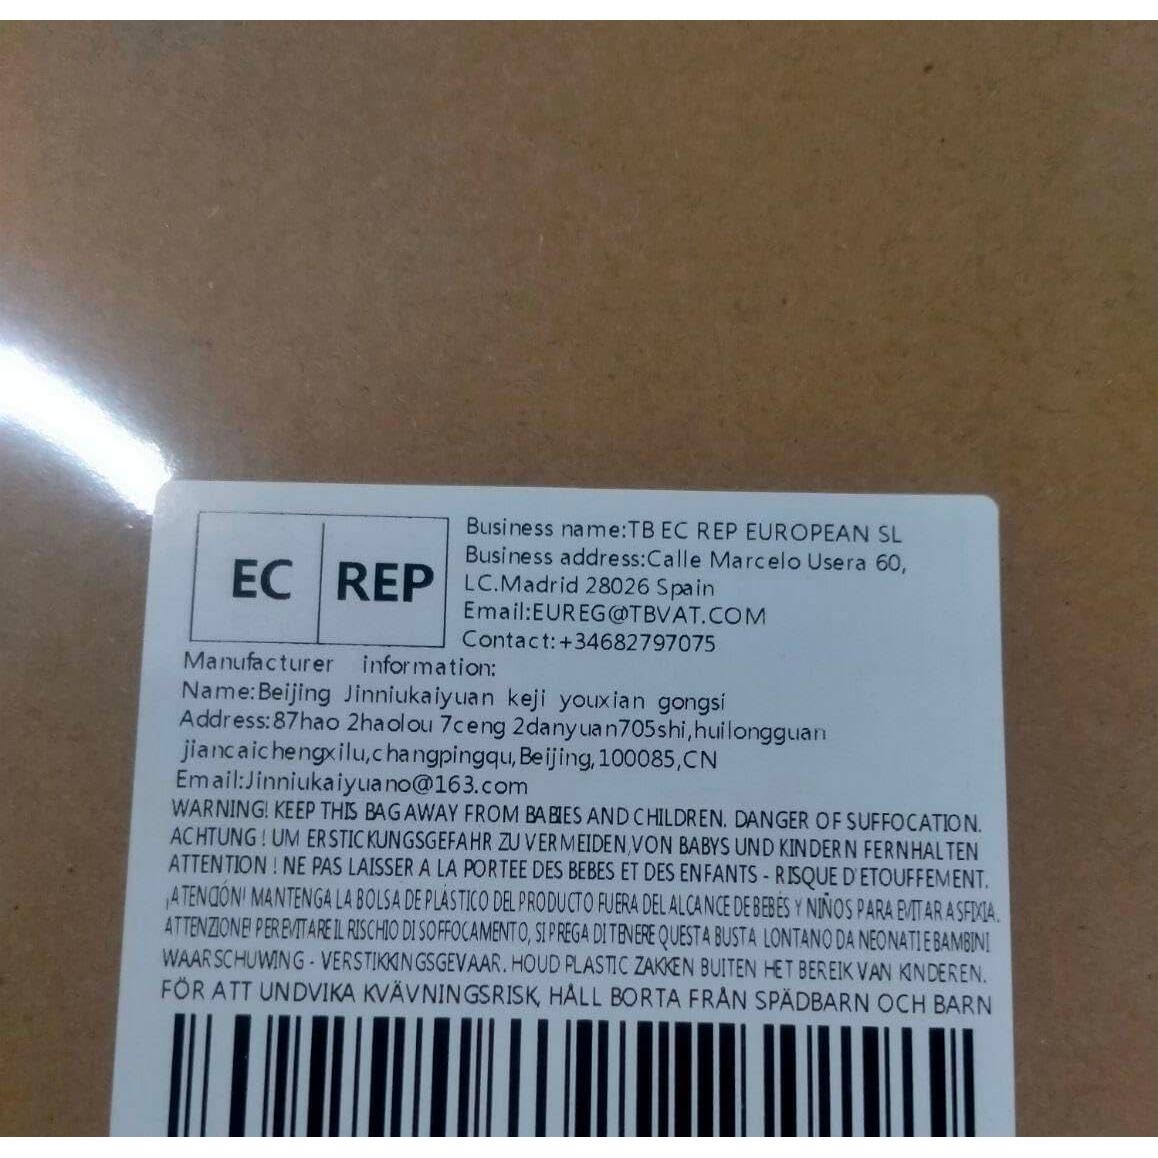 EC REP
Business name:TB EC REP EUROPEAN SL
Business address:Calle Marcelo Usera 60,
LC.Madrid 28026 Spain
Email:EUREG@TBVAT.COM
Contact:+34682797075
Manufacturer information:
Name:Beijing Jinniukaiyuan keji youxian gongsi
Address:87hao 2haolou 7ceng 2danyuan705shi,huilongguan
jiancaichengxilu,changpingqu,Beijing,100085,CN
Email:Jinniukaiyuano@163.com
WARNING! KEEP THIS BAG AWAY FROM BABIES AND CHILDREN. DANGER OF SUFFOCATION.
ACHTUNG ! UM ERSTICKUNGSGEFAHR ZU VERMEIDEN,VON BABYS UND KINDERN FERNHALTEN
ATTENTION ! NE PAS LAISSER A LA PORTEE DES BEBES ET DES ENFANTS - RISQUE D'ETOUFFEMENT.
¡ATENCIÓN! MANTENGA LA BOLSA DE PLÁSTICO DEL PRODUCTO FUERA DEL ALCANCE DE BEBÉS Y NIÑOS PARA EVITAR ASFIXIA.
ATTENZIONE! PER EVITARE IL RISCHIO DI SOFFOCAMENTO, SI PREGA DI TENERE QUESTA BUSTA LONTANO DA NEONATI E BAMBINI
WAARSCHUWING - VERSTIKKINGSGEVAAR. HOUD PLASTIC ZAKKEN BUITEN HET BEREIK VAN KINDEREN.
FÖR ATT UNDVIKA KVÄVNINGSRISK, HÅLL BORTA FRÅN SPÄDBARN OCH BARN